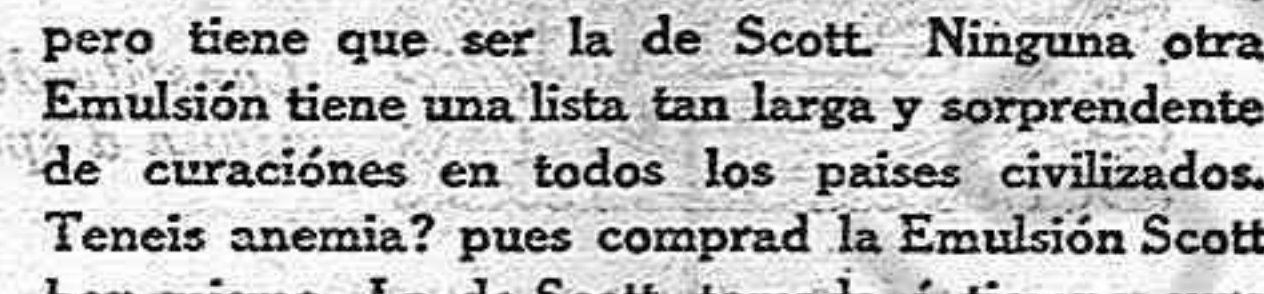 pero tiene que ser la de Scott. Ninguna otra
Emulsión tiene una lista tan larga y sorprendente
de curaciónes en todos los paises civilizados.
Teneis anemia? pues comprad la Emulsión Scott